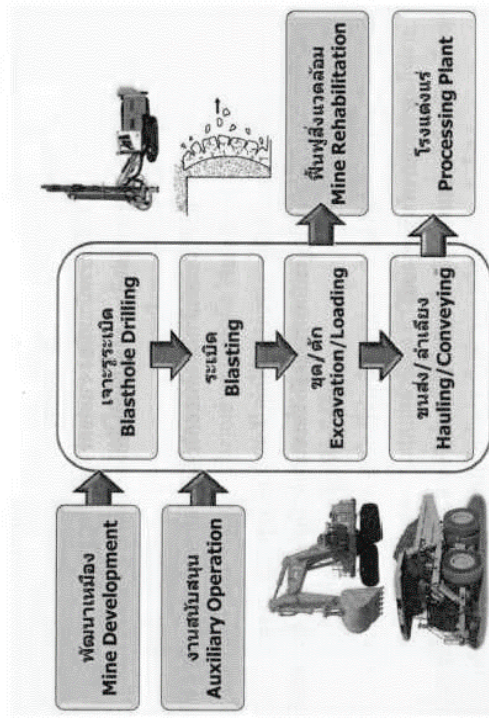 พัฒนาเหมือง
Mine Development
งานสนับสนุน
Auxiliary Operation
เจาะรูระเบิด
Blasthole Drilling
ระเบิด
Blasting
ขุด/ตัก
Excavation/Loading
ขนส่ง/ลำเลียง
Hauling/Conveying
ฟื้นฟูสิ่งแวดล้อม
Mine Rehabilitation
โรงแต่งแร่
Processing Plant